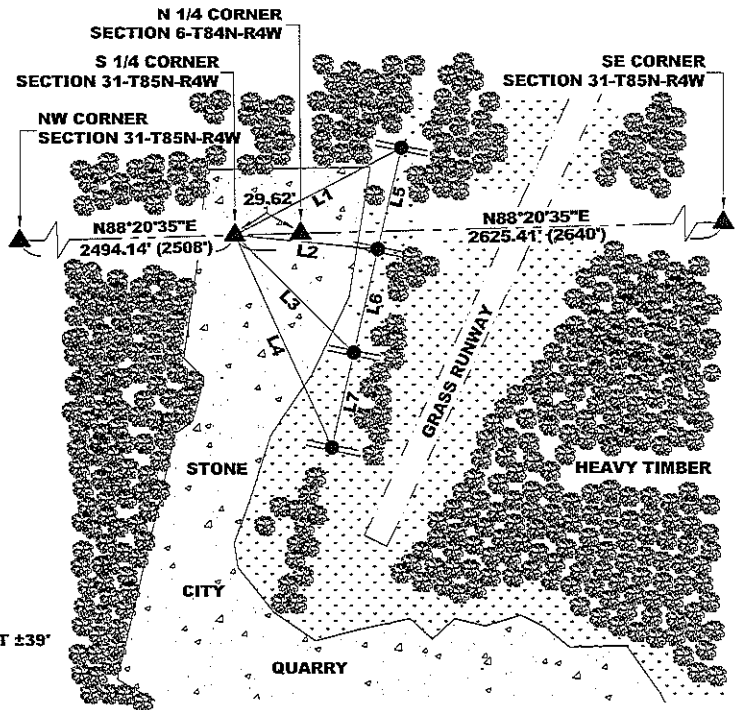 N 1/4 CORNER
SECTION 6-T84N-R4W
S 1/4 CORNER
SECTION 31-T85N-R4W
SE CORNER
SECTION 31-T85N-R4W
NW CORNER
SECTION 31-T85N-R4W
29.62'
L1
L5
N88°20'35"E
2494.14' (2508')
L2
N88°20'35"E
2625.41' (2640')
L3
L6
L4
L7
GRASS RUNWAY
STONE
HEAVY TIMBER
CITY
T ±39'
QUARRY